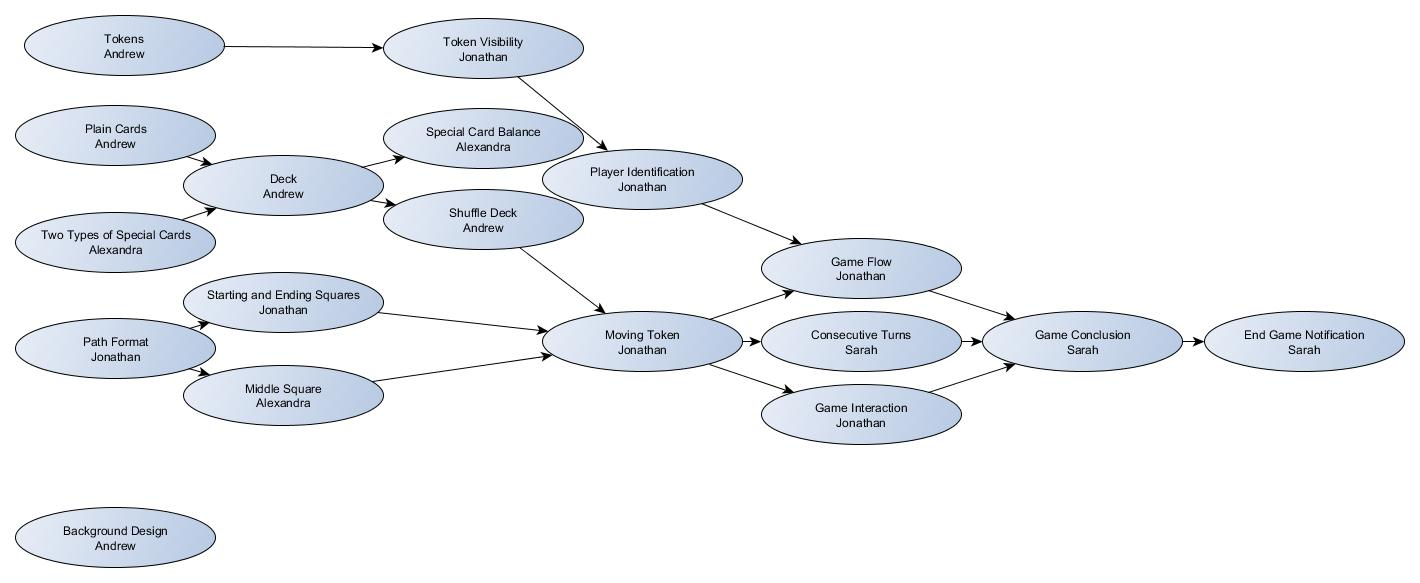 Tokens
Andrew
Token Visibility
Jonathan
Plain Cards
Andrew
Special Card Balance
Alexandra
Deck
Andrew
Player Identification
Jonathan
Two Types of Special Cards
Alexandra
Shuffle Deck
Andrew
Game Flow
Jonathan
Starting and Ending Squares
Jonathan
Path Format
Jonathan
Moving Token
Jonathan
Consecutive Turns
Sarah
Game Conclusion
Sarah
End Game Notification
Sarah
Middle Square
Alexandra
Game Interaction
Jonathan
Background Design
Andrew